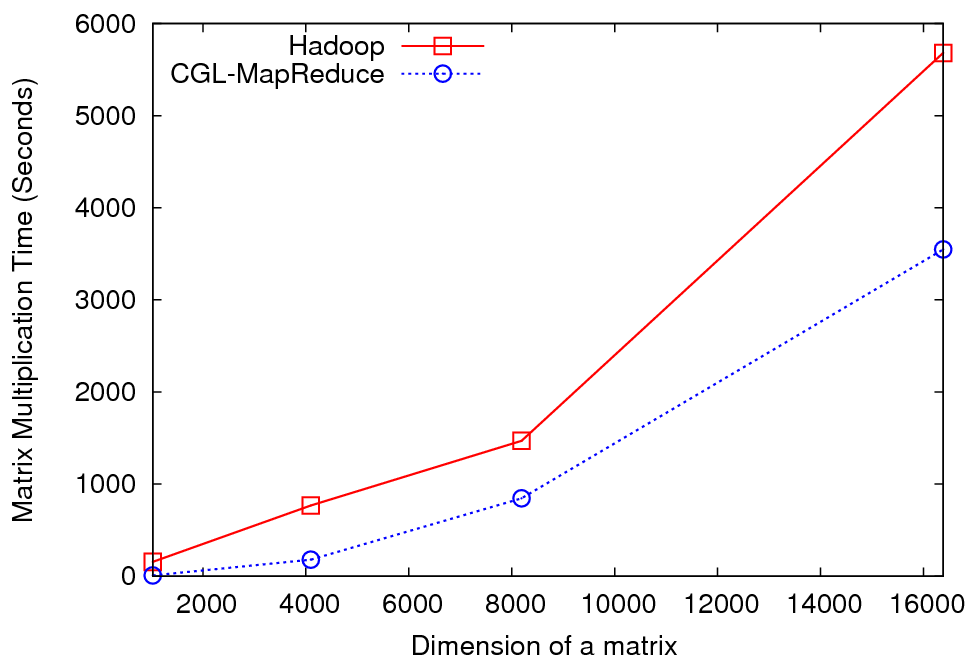 Hadoop
CGL-MapReduce
6000
5000
4000
3000
2000
1000
0
Matrix Multiplication Time (Seconds)
2000 4000 6000 8000 10000 12000 14000 16000
Dimension of a matrix